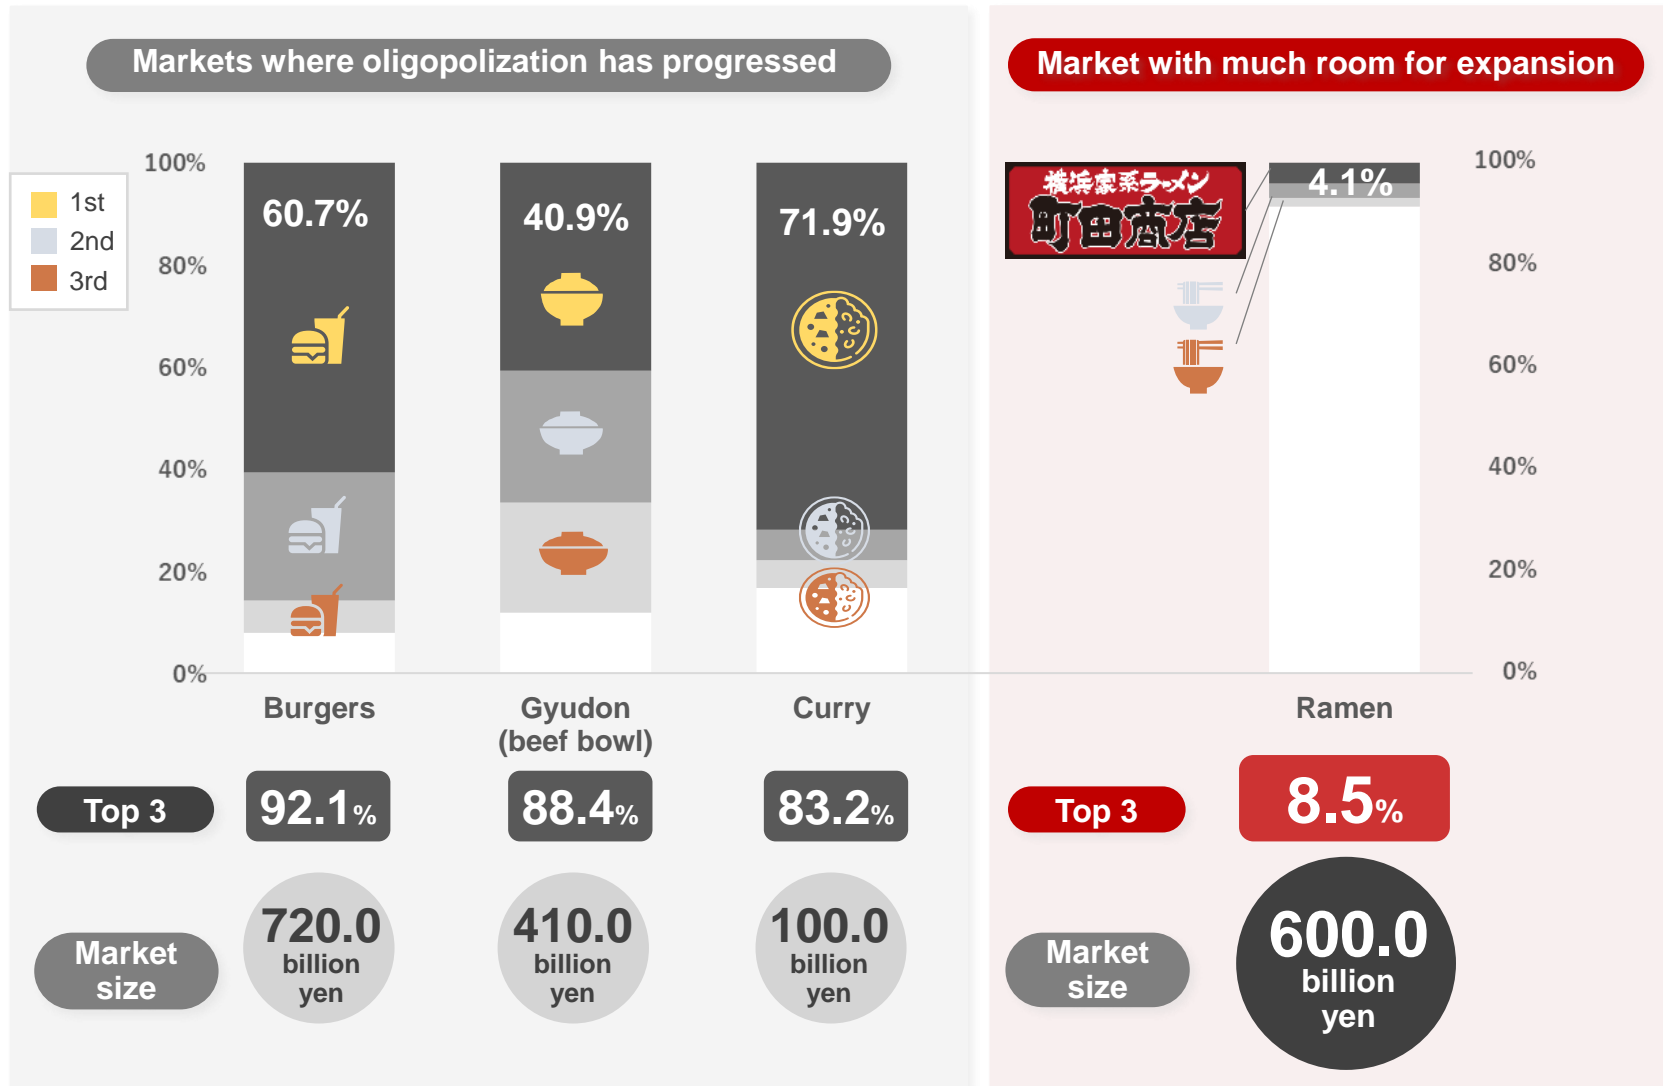 Markets where oligopolization has progressed
1st
2nd
3rd
100%
80%
60%
40%
20%
0%
60.7%
40.9%
71.9%
Burgers
Gyudon
(beef bowl)
Curry
Top 3
92.1%
88.4%
83.2%
Market
size
720.0
billion
yen
410.0
billion
yen
100.0
billion
yen
Market with much room for expansion
横浜家系ラーメン
町田商店
4.1%
100%
80%
60%
40%
20%
0%
Ramen
Top 3
8.5%
Market
size
600.0
billion
yen